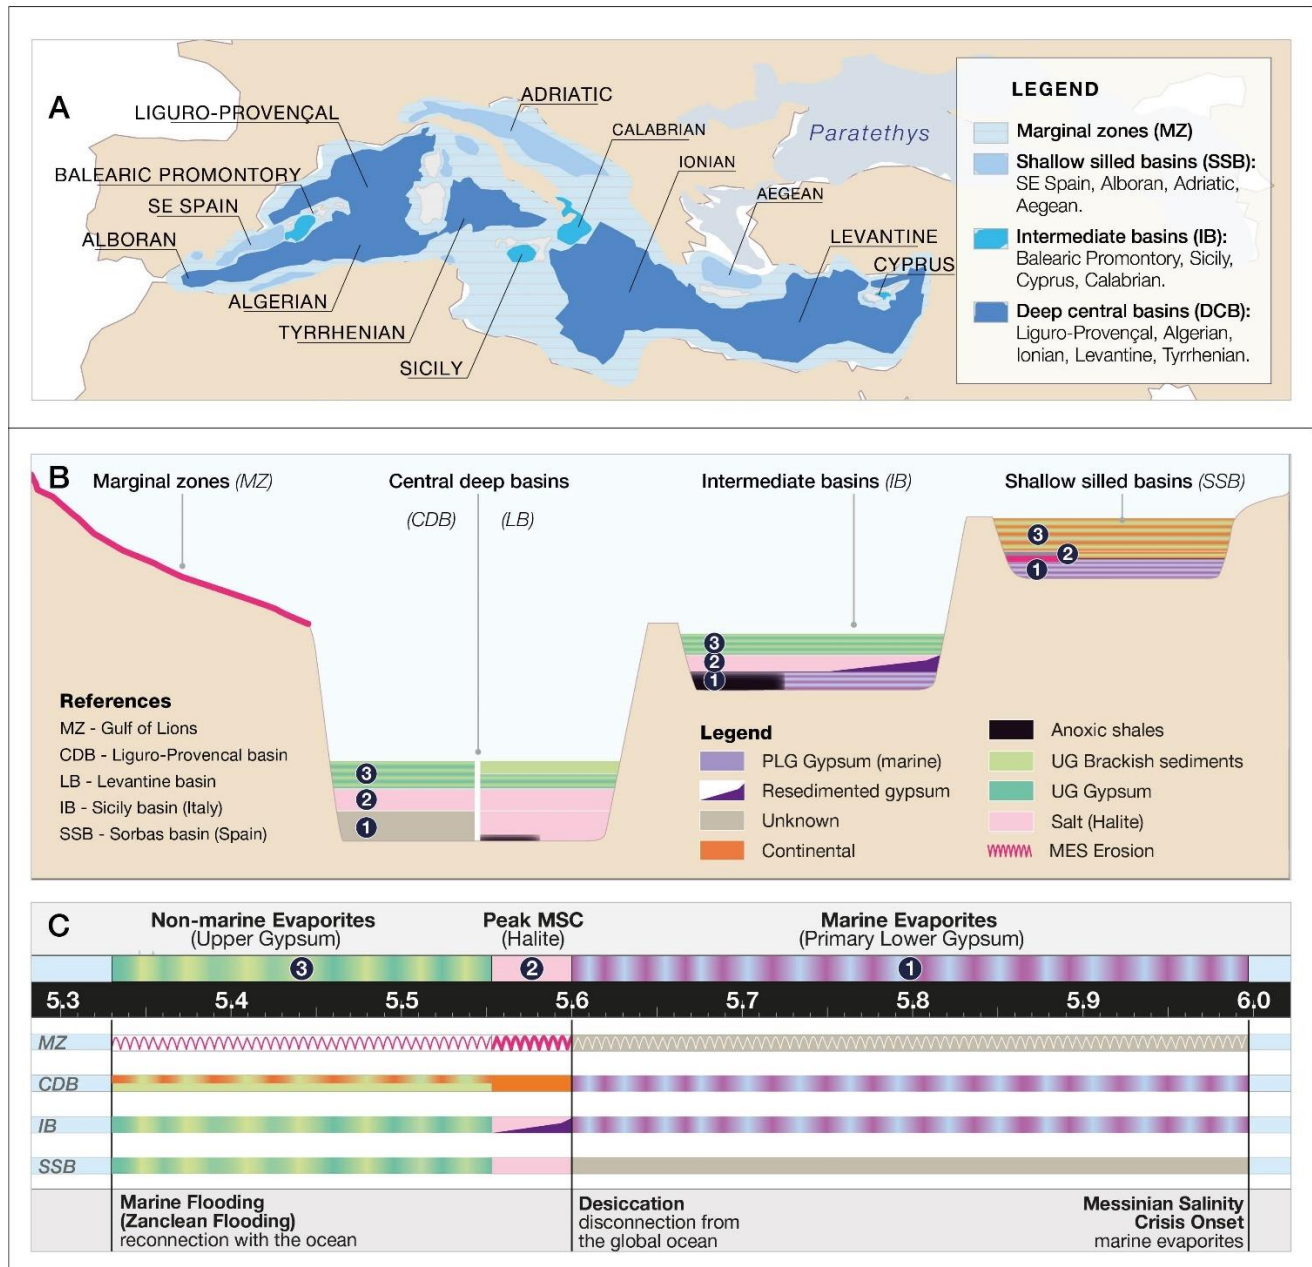 A
LIGURO-PROVENÇAL
BALEARIC PROMONTORY
SE SPAIN
ALBORAN
ALGERIAN
TYRRHENIAN
SICILY
ADRIATIC
CALABRIAN
IONIAN
AEGEAN
LEVANTINE
CYPRUS
Paratethys
LEGEND
Marginal zones (MZ)
Shallow silled basins (SSB):
SE Spain, Alboran, Adriatic,
Aegean.
Intermediate basins (IB):
Balearic Promontory, Sicily,
Cyprus, Calabrian.
Deep central basins (DCB):
Liguro-Provençal, Algerian,
Ionian, Levantine, Tyrrhenian.
B
Marginal zones (MZ)
Central deep basins
(CDB) (LB)
Intermediate basins (IB)
Shallow silled basins (SSB)
3
2
1
3
2
1
3
2
1
References
MZ - Gulf of Lions
CDB - Liguro-Provencal basin
LB - Levantine basin
IB - Sicily basin (Italy)
SSB - Sorbas basin (Spain)
Legend
PLG Gypsum (marine)
Resedimented gypsum
Unknown
Continental
Anoxic shales
UG Brackish sediments
UG Gypsum
Salt (Halite)
MES Erosion
C
Non-marine Evaporites
(Upper Gypsum)
Peak MSC
(Halite)
Marine Evaporites
(Primary Lower Gypsum)
3 2 1
5.3 5.4 5.5 5.6 5.7 5.8 5.9 6.0
MZ
CDB
IB
SSB
Marine Flooding
(Zanclean Flooding)
reconnection with the ocean
Desiccation
disconnection from
the global ocean
Messinian Salinity
Crisis Onset
marine evaporites